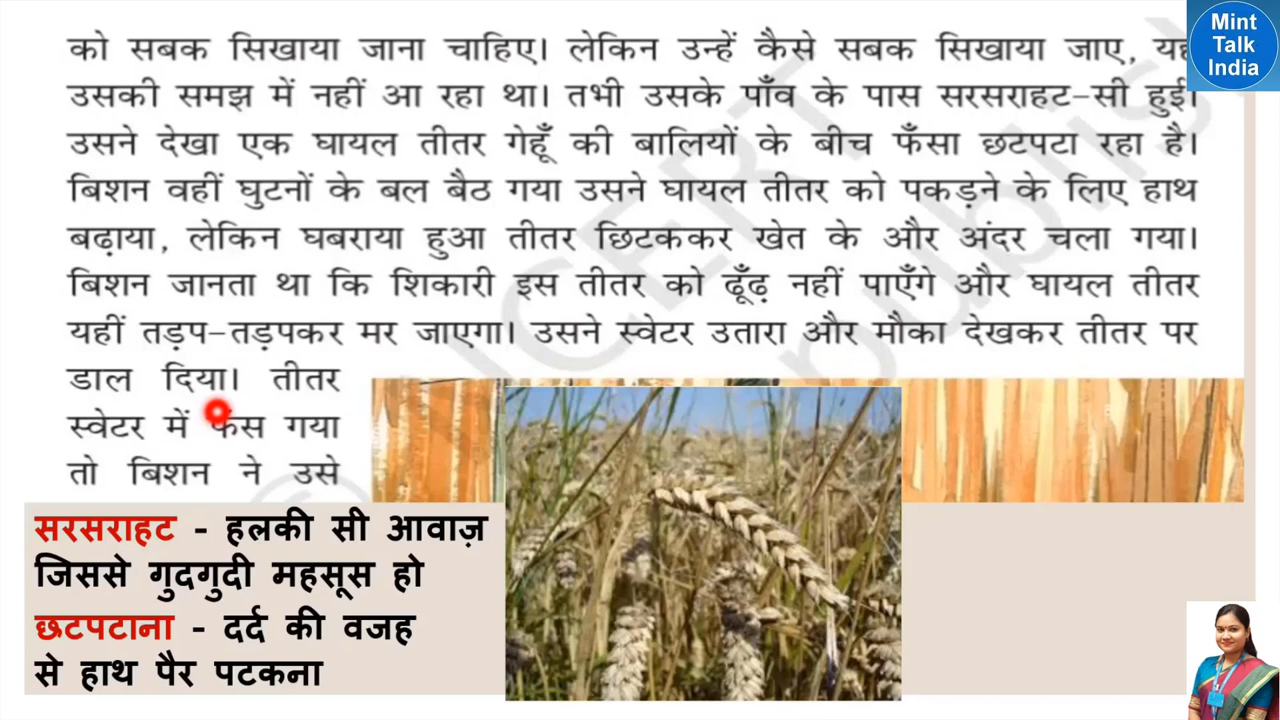 को सबक सिखाया जाना चाहिए। लेकिन उन्हें कैसे सबक सिखाया जाए, यह
उसकी समझ में नहीं आ रहा था। तभी उसके पाँव के पास सरसराहट-सी हुई।
उसने देखा एक घायल तीतर गेहूँ की बालियों के बीच फँसा छटपटा रहा है।
बिशन वहीं घुटनों के बल बैठ गया उसने घायल तीतर को पकड़ने के लिए हाथ
बढ़ाया, लेकिन घबराया हुआ तीतर छिटककर खेत के और अंदर चला गया।
बिशन जानता था कि शिकारी इस तीतर को ढूँढ़ नहीं पाएँगे और घायल तीतर
यहीं तड़प-तड़पकर मर जाएगा। उसने स्वेटर उतारा और मौका देखकर तीतर पर
डाल दिया। तीतर
स्वेटर में फँस गया
तो बिशन ने उसे
सरसराहट - हलकी सी आवाज़
जिससे गुदगुदी महसूस हो
छटपटाना - दर्द की वजह
से हाथ पैर पटकना
Mint
Talk
India